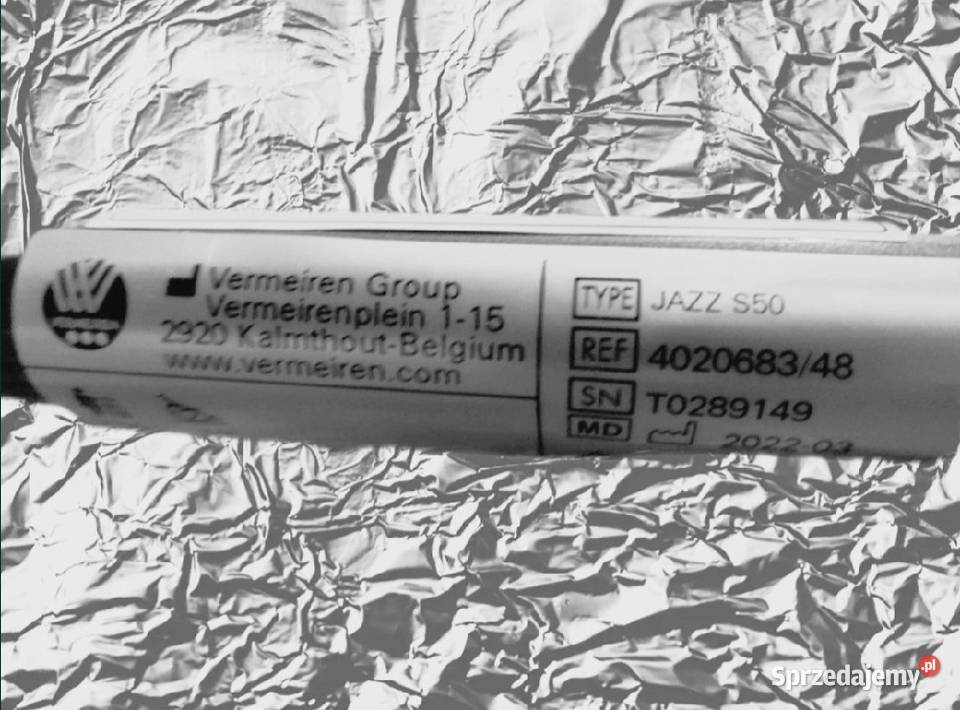 Vermeiren Group
Vermeirenplein 1-15
2920 Kalmthout-Belgium
www.vermeiren.com
TYPE JAZZ S50
REF 4020683/48
SN T0289149
MD 2022-03
Sprzedajemy.pl